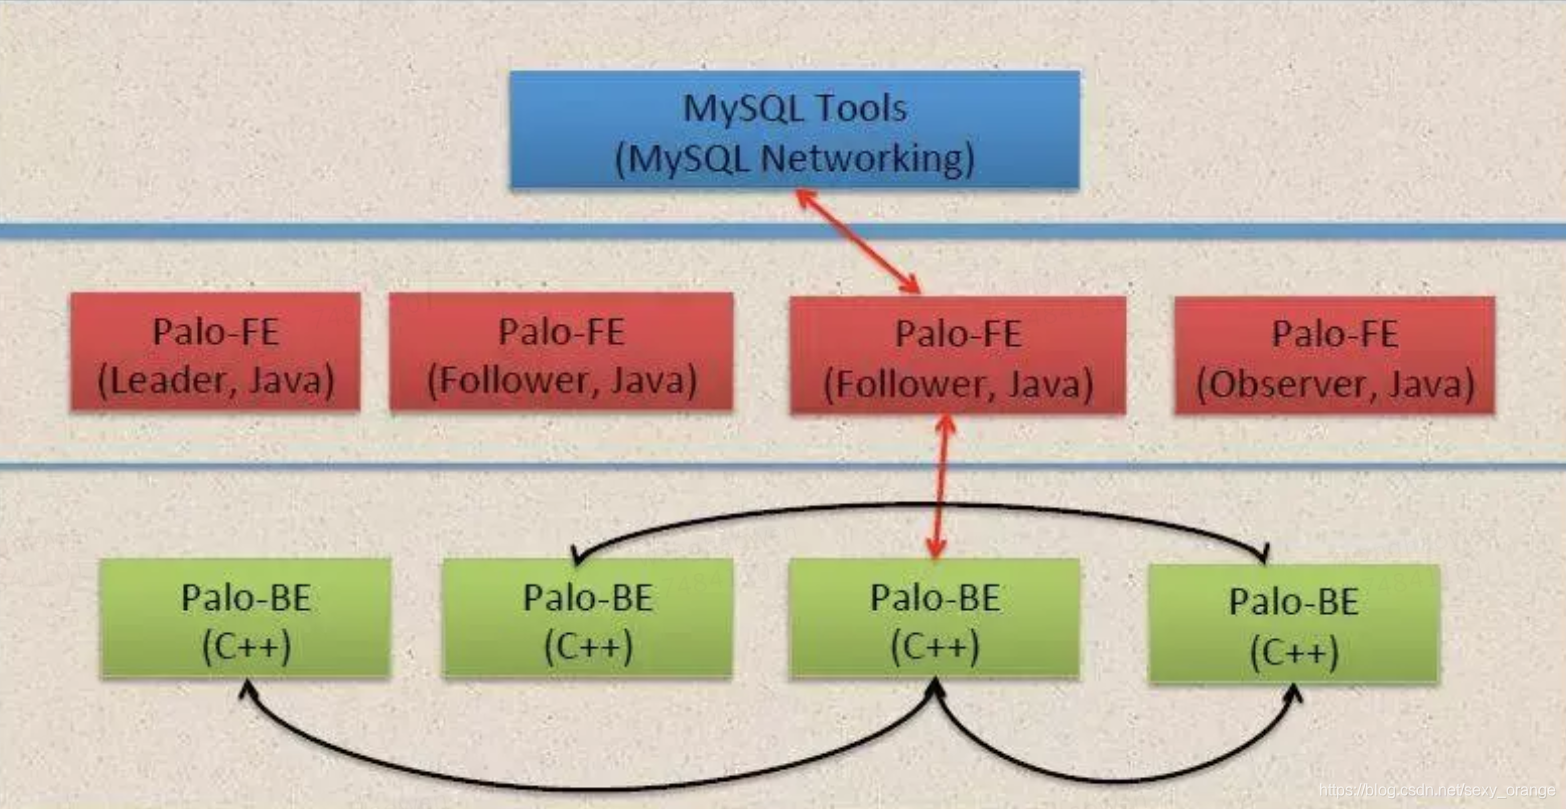 MySQL Tools
(MySQL Networking)
Palo-FE
(Leader, Java)
Palo-FE
(Follower, Java)
Palo-FE
(Follower, Java)
Palo-FE
(Observer, Java)
Palo-BE
(C++)
Palo-BE
(C++)
Palo-BE
(C++)
Palo-BE
(C++)
https://blog.csdn.net/sexy_orange